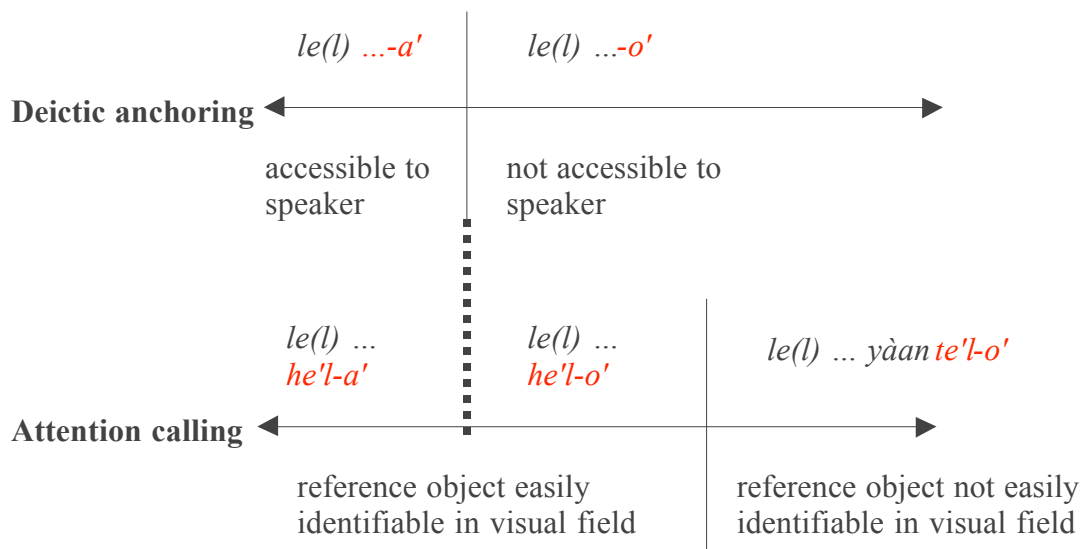 le(l) ...-a' le(l) ...-o'
Deictic anchoring
accessible to not accessible to
speaker speaker
le(l) ... le(l) ... le(l) ... yàan te'l-o'
he'l-a' he'l-o'
Attention calling
reference object easily reference object not easily
identifiable in visual field identifiable in visual field